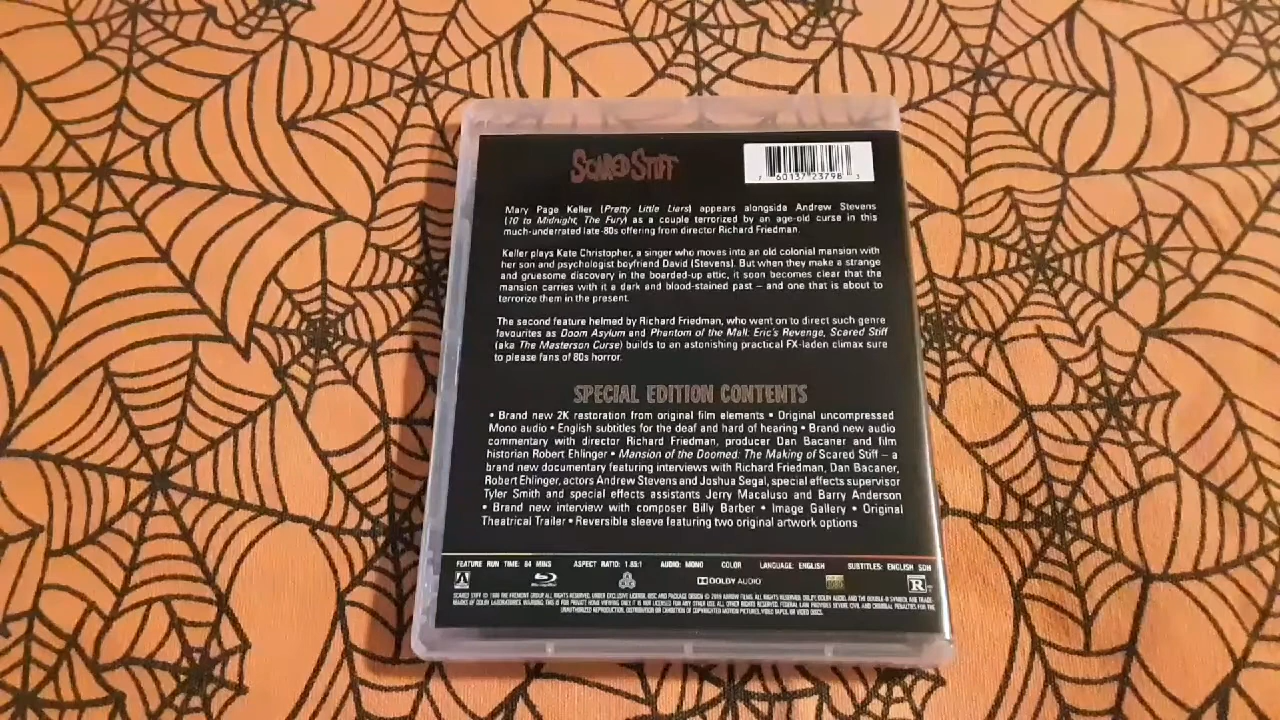 SCARED STIFF
7 60137 23798 3
Mary Page Keller (Pretty Little Liars) appears alongside Andrew Stevens
(10 to Midnight, The Fury) as a couple terrorized by an age-old curse in this
much-underrated late-80s offering from director Richard Friedman.
Keller plays Kate Christopher, a singer who moves into an old colonial mansion with
her son and psychologist boyfriend David (Stevens). But when they make a strange
and gruesome discovery in the boarded-up attic, it soon becomes clear that the
mansion carries with it a dark and blood-stained past – and one that is about to
terrorize them in the present.
The second feature helmed by Richard Friedman, who went on to direct such genre
favourites as Doom Asylum and Phantom of the Mall: Eric's Revenge, Scared Stiff
(aka The Masterson Curse) builds to an astonishing practical FX-laden climax sure
to please fans of 80s horror.
SPECIAL EDITION CONTENTS
• Brand new 2K restoration from original film elements • Original uncompressed
Mono audio • English subtitles for the deaf and hard of hearing • Brand new audio
commentary with director Richard Friedman, producer Dan Bacaner and film
historian Robert Ehlinger • Mansion of the Doomed: The Making of Scared Stiff – a
brand new documentary featuring interviews with Richard Friedman, Dan Bacaner,
Robert Ehlinger, actors Andrew Stevens and Joshua Segal, special effects supervisor
Tyler Smith and special effects assistants Jerry Macaluso and Barry Anderson
• Brand new interview with composer Billy Barber • Image Gallery • Original
Theatrical Trailer • Reversible sleeve featuring two original artwork options
FEATURE RUN TIME: 84 MINS ASPECT RATIO: 1.85:1 AUDIO: MONO COLOR LANGUAGE: ENGLISH SUBTITLES: ENGLISH SDH
Blu-ray DOLBY AUDIO R